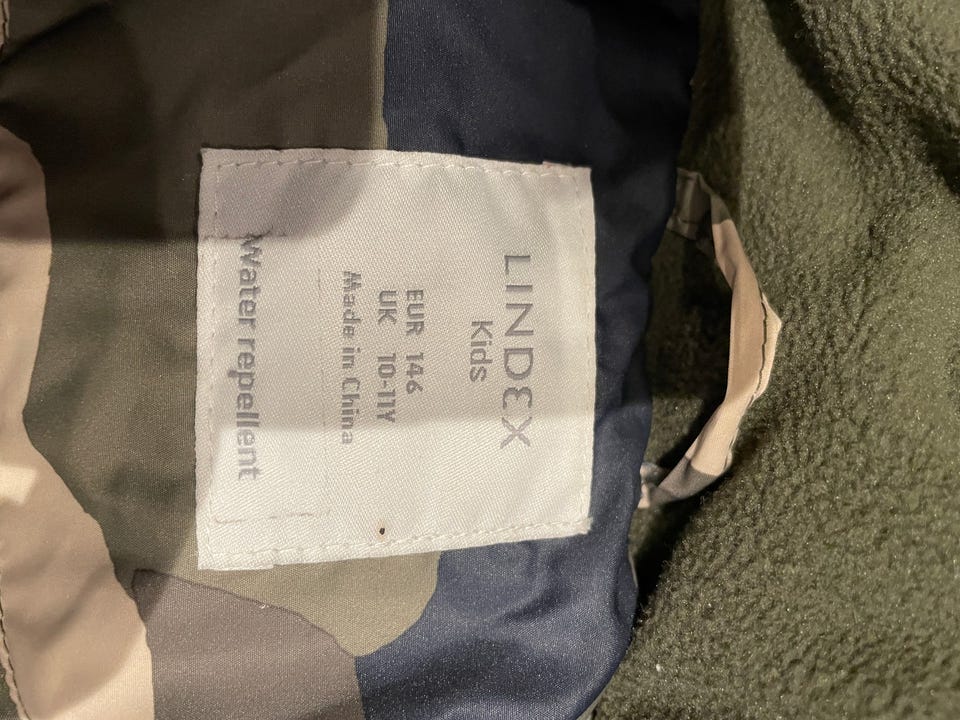 LINDEX
Kids
EUR 146
UK 10-11Y
Made in China
Water repellent